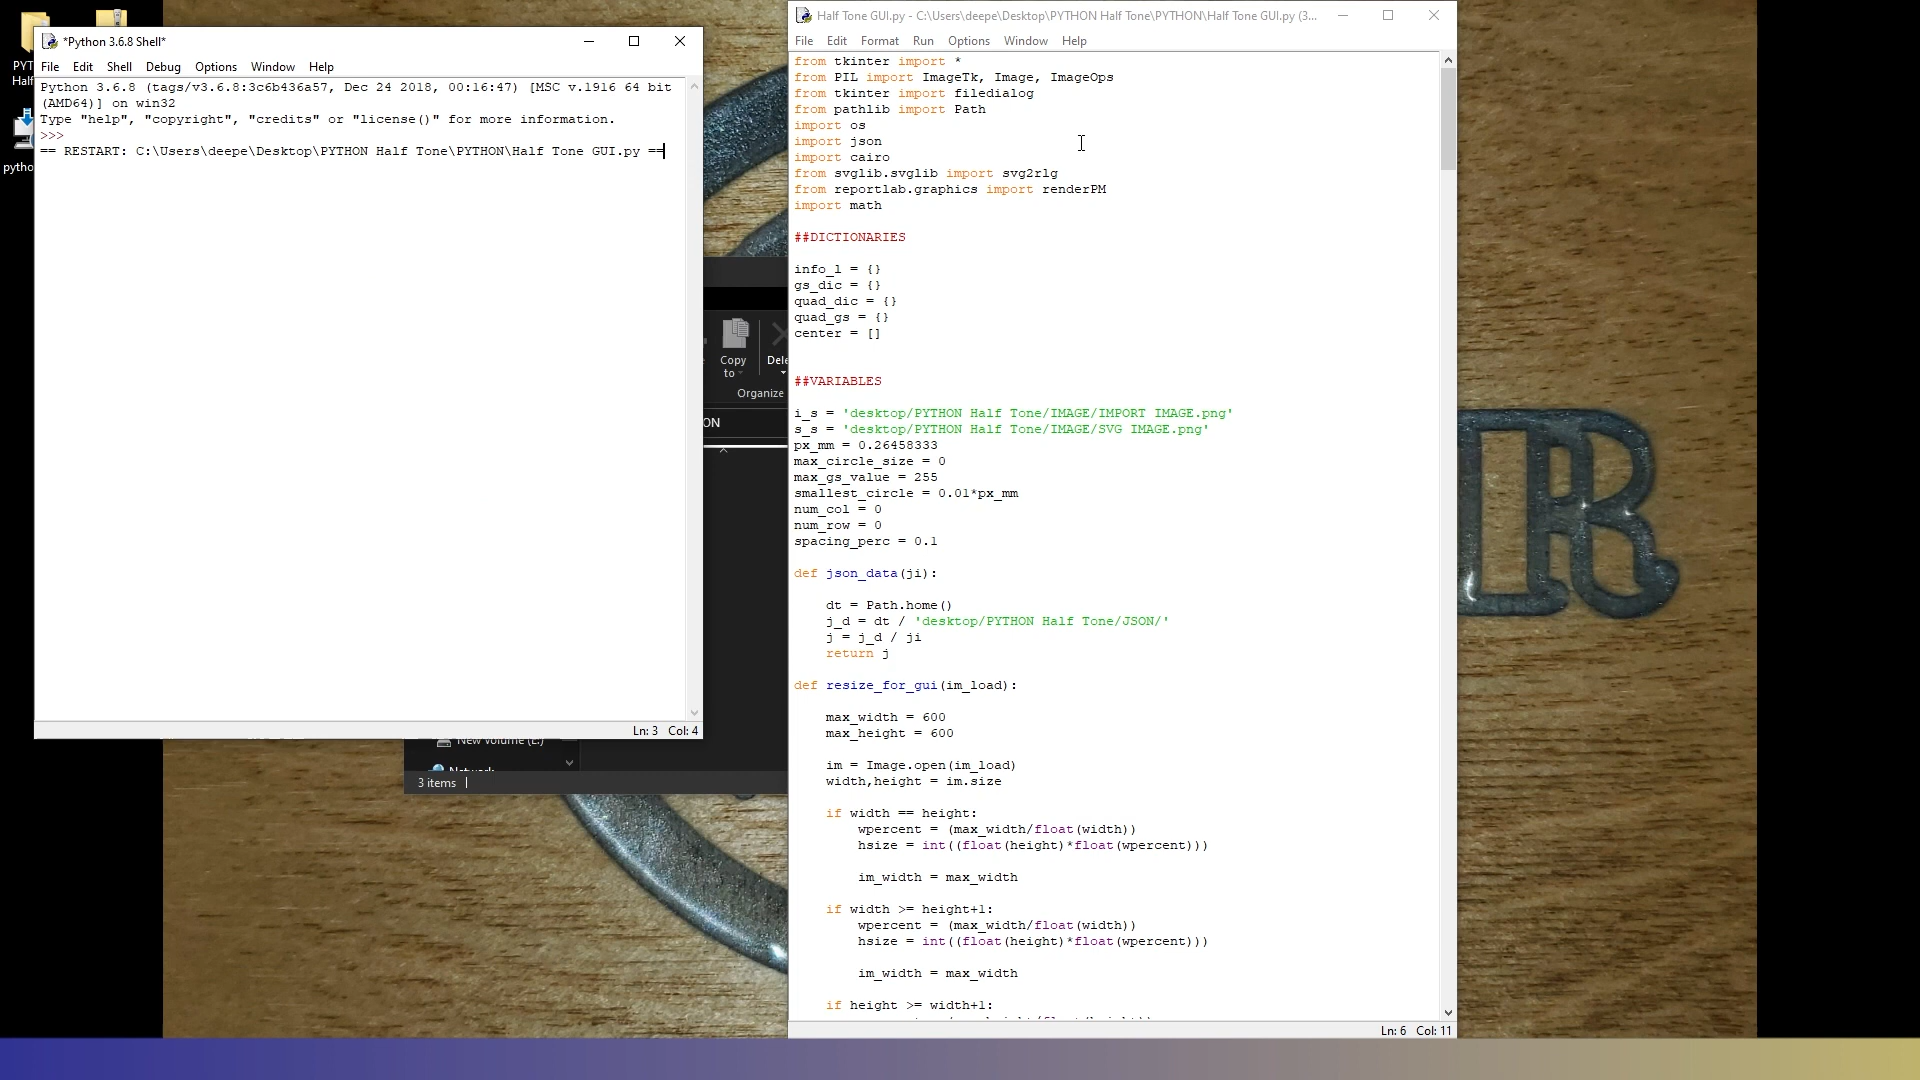 PYT
Half
pytho
*Python 3.6.8 Shell*
File Edit Shell Debug Options Window Help
Python 3.6.8 (tags/v3.6.8:3c6b436a57, Dec 24 2018, 00:16:47) [MSC v.1916 64 bit
(AMD64)] on win32
Type "help", "copyright", "credits" or "license()" for more information.
>>>
== RESTART: C:\Users\deepe\Desktop\PYTHON Half Tone\PYTHON\Half Tone GUI.py ==
Ln: 3 Col: 4
Copy
to
Dele
Organize
ON
New Volume (E:)
Network
3 items
Half Tone GUI.py - C:\Users\deepe\Desktop\PYTHON Half Tone\PYTHON\Half Tone GUI.py (3...
File Edit Format Run Options Window Help
from tkinter import *
from PIL import ImageTk, Image, ImageOps
from tkinter import filedialog
from pathlib import Path
import os
import json
import cairo
from svglib.svglib import svg2rlg
from reportlab.graphics import renderPM
import math
##DICTIONARIES
info_l = {}
gs_dic = {}
quad_dic = {}
quad_gs = {}
center = []
##VARIABLES
i_s = 'desktop/PYTHON Half Tone/IMAGE/IMPORT IMAGE.png'
s_s = 'desktop/PYTHON Half Tone/IMAGE/SVG IMAGE.png'
px_mm = 0.26458333
max_circle_size = 0
max_gs_value = 255
smallest_circle = 0.01*px_mm
num_col = 0
num_row = 0
spacing_perc = 0.1
def json_data(ji):
dt = Path.home()
j_d = dt / 'desktop/PYTHON Half Tone/JSON/'
j = j_d / ji
return j
def resize_for_gui(im_load):
max_width = 600
max_height = 600
im = Image.open(im_load)
width,height = im.size
if width == height:
wpercent = (max_width/float(width))
hsize = int((float(height)*float(wpercent)))
im_width = max_width
if width >= height+1:
wpercent = (max_width/float(width))
hsize = int((float(height)*float(wpercent)))
im_width = max_width
if height >= width+1:
Ln: 6 Col: 11